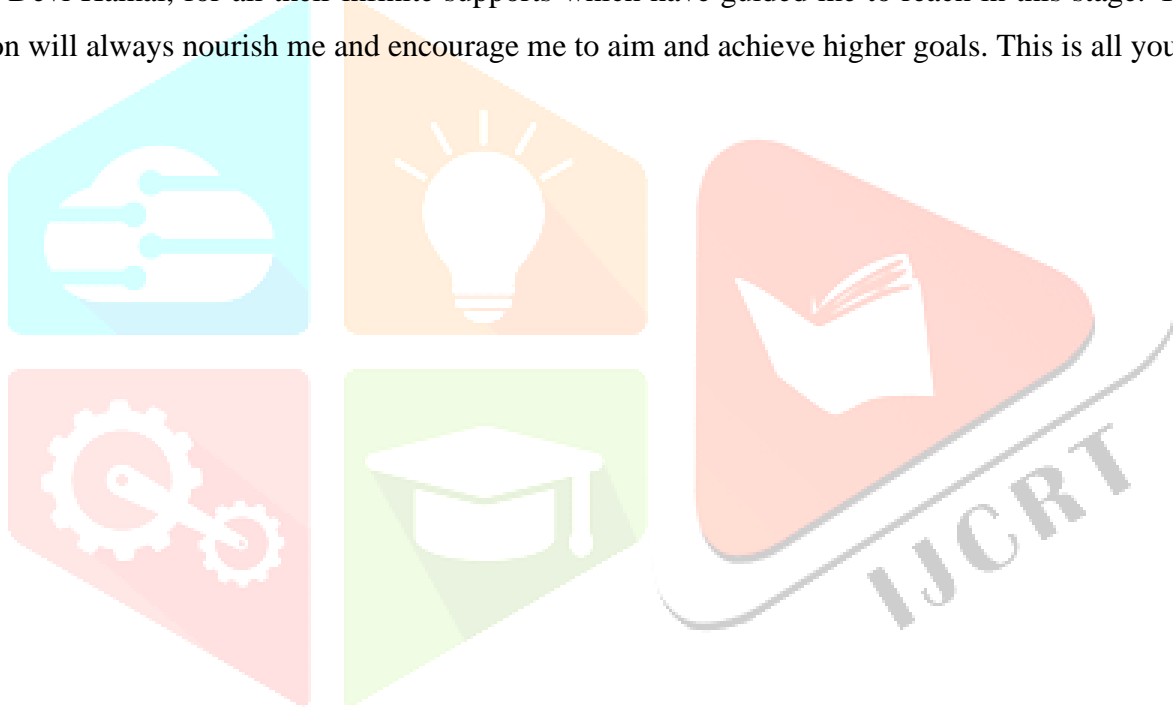 Devi for all their infinite supports which have guided me to reach in this stage.
on will always nourish me and encourage me to aim and achieve higher goals. This is all you
IJCRT